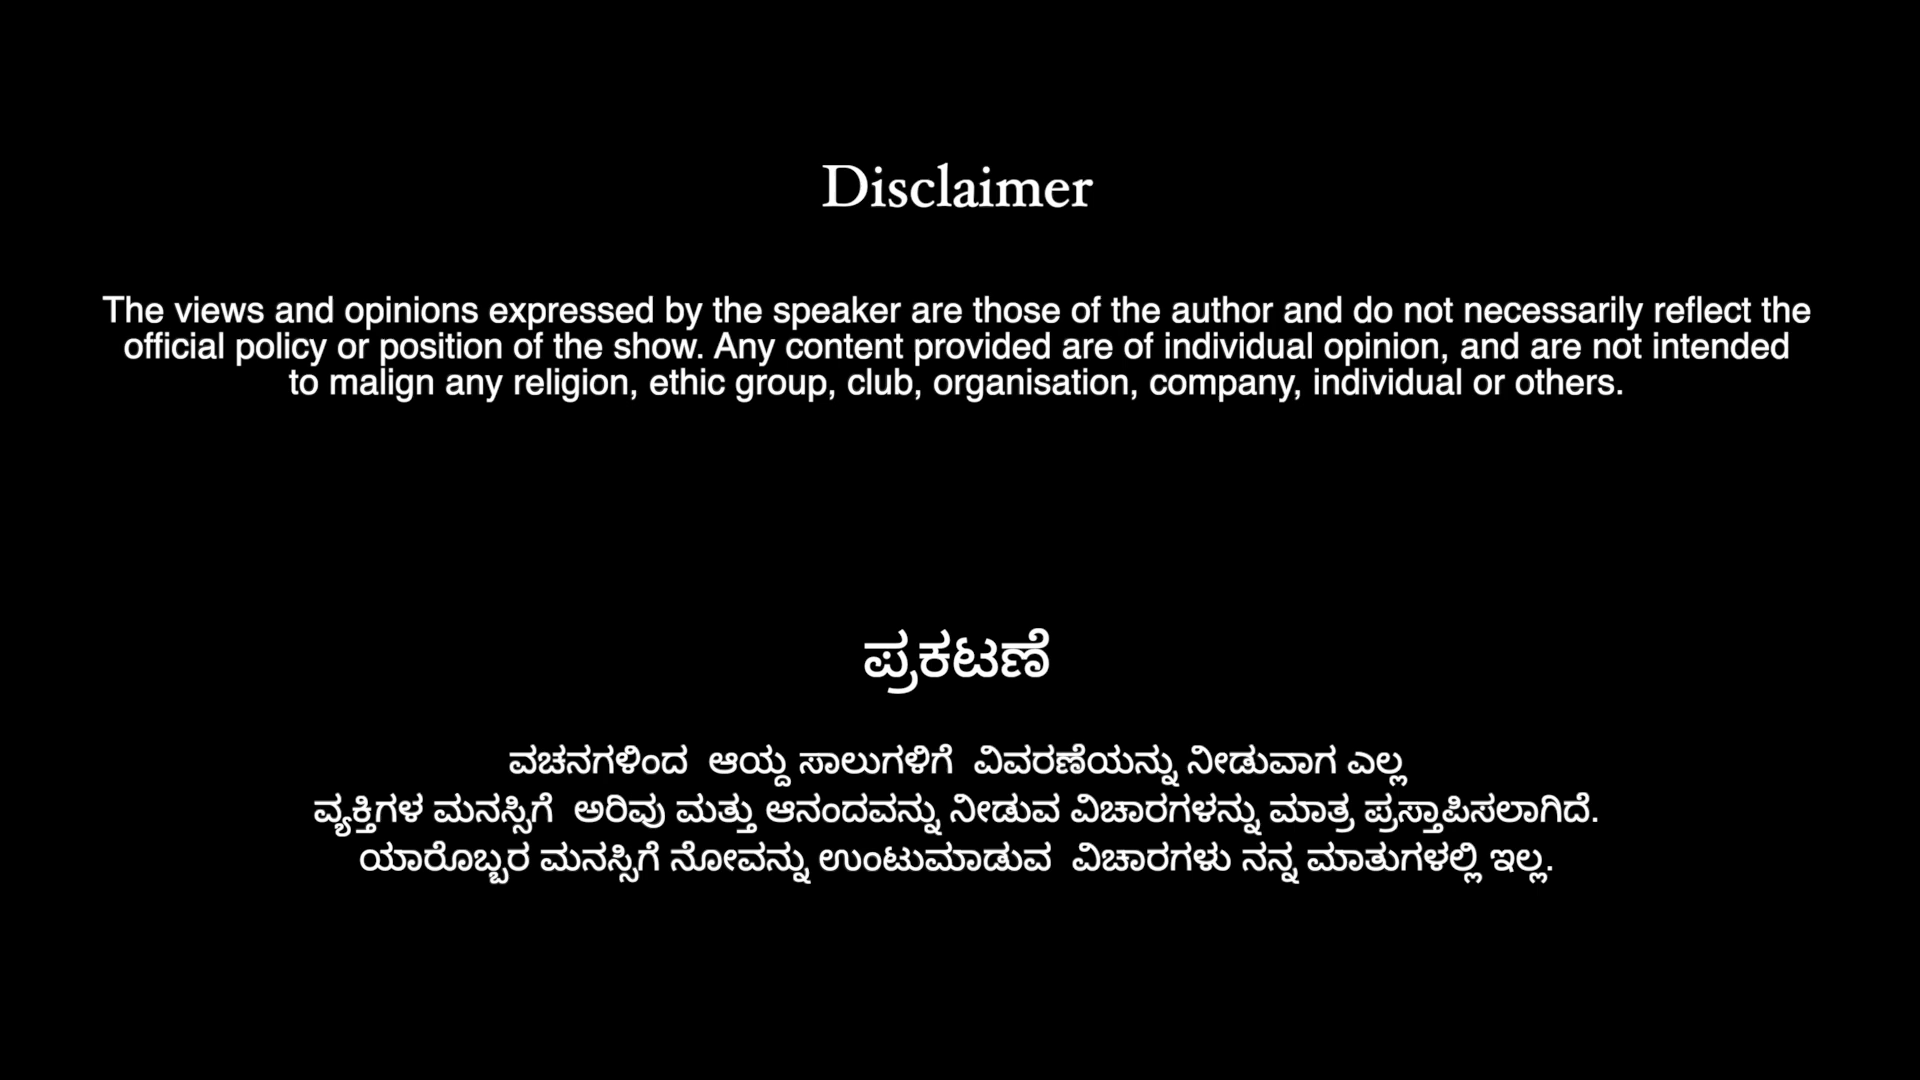 Disclaimer
The views and opinions expressed by the speaker are those of the author and do not necessarily reflect the
official policy or position of the show. Any content provided are of individual opinion, and are not intended
to malign any religion, ethic group, club, organisation, company, individual or others.
ಪ್ರಕಟಣೆ
ವಚನಗಳಿಂದ ಆಯ್ದ ಸಾಲುಗಳಿಗೆ ವಿವರಣೆಯನ್ನು ನೀಡುವಾಗ ಎಲ್ಲ
ವ್ಯಕ್ತಿಗಳ ಮನಸ್ಸಿಗೆ ಅರಿವು ಮತ್ತು ಆನಂದವನ್ನು ನೀಡುವ ವಿಚಾರಗಳನ್ನು ಮಾತ್ರ ಪ್ರಸ್ತಾಪಿಸಲಾಗಿದೆ.
ಯಾರೊಬ್ಬರ ಮನಸ್ಸಿಗೆ ನೋವನ್ನು ಉಂಟುಮಾಡುವ ವಿಚಾರಗಳು ನನ್ನ ಮಾತುಗಳಲ್ಲಿ ಇಲ್ಲ.